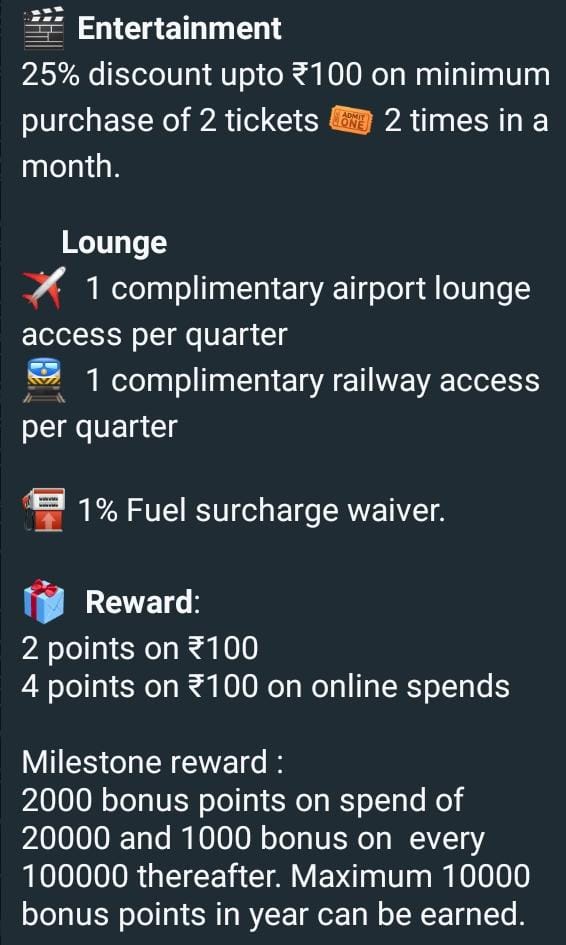 Entertainment
25% discount upto ₹100 on minimum
purchase of 2 tickets ADMIT ONE 2 times in a
month.
Lounge
1 complimentary airport lounge
access per quarter
1 complimentary railway access
per quarter
1% Fuel surcharge waiver.
Reward:
2 points on ₹100
4 points on ₹100 on online spends
Milestone reward :
2000 bonus points on spend of
20000 and 1000 bonus on every
100000 thereafter. Maximum 10000
bonus points in year can be earned.